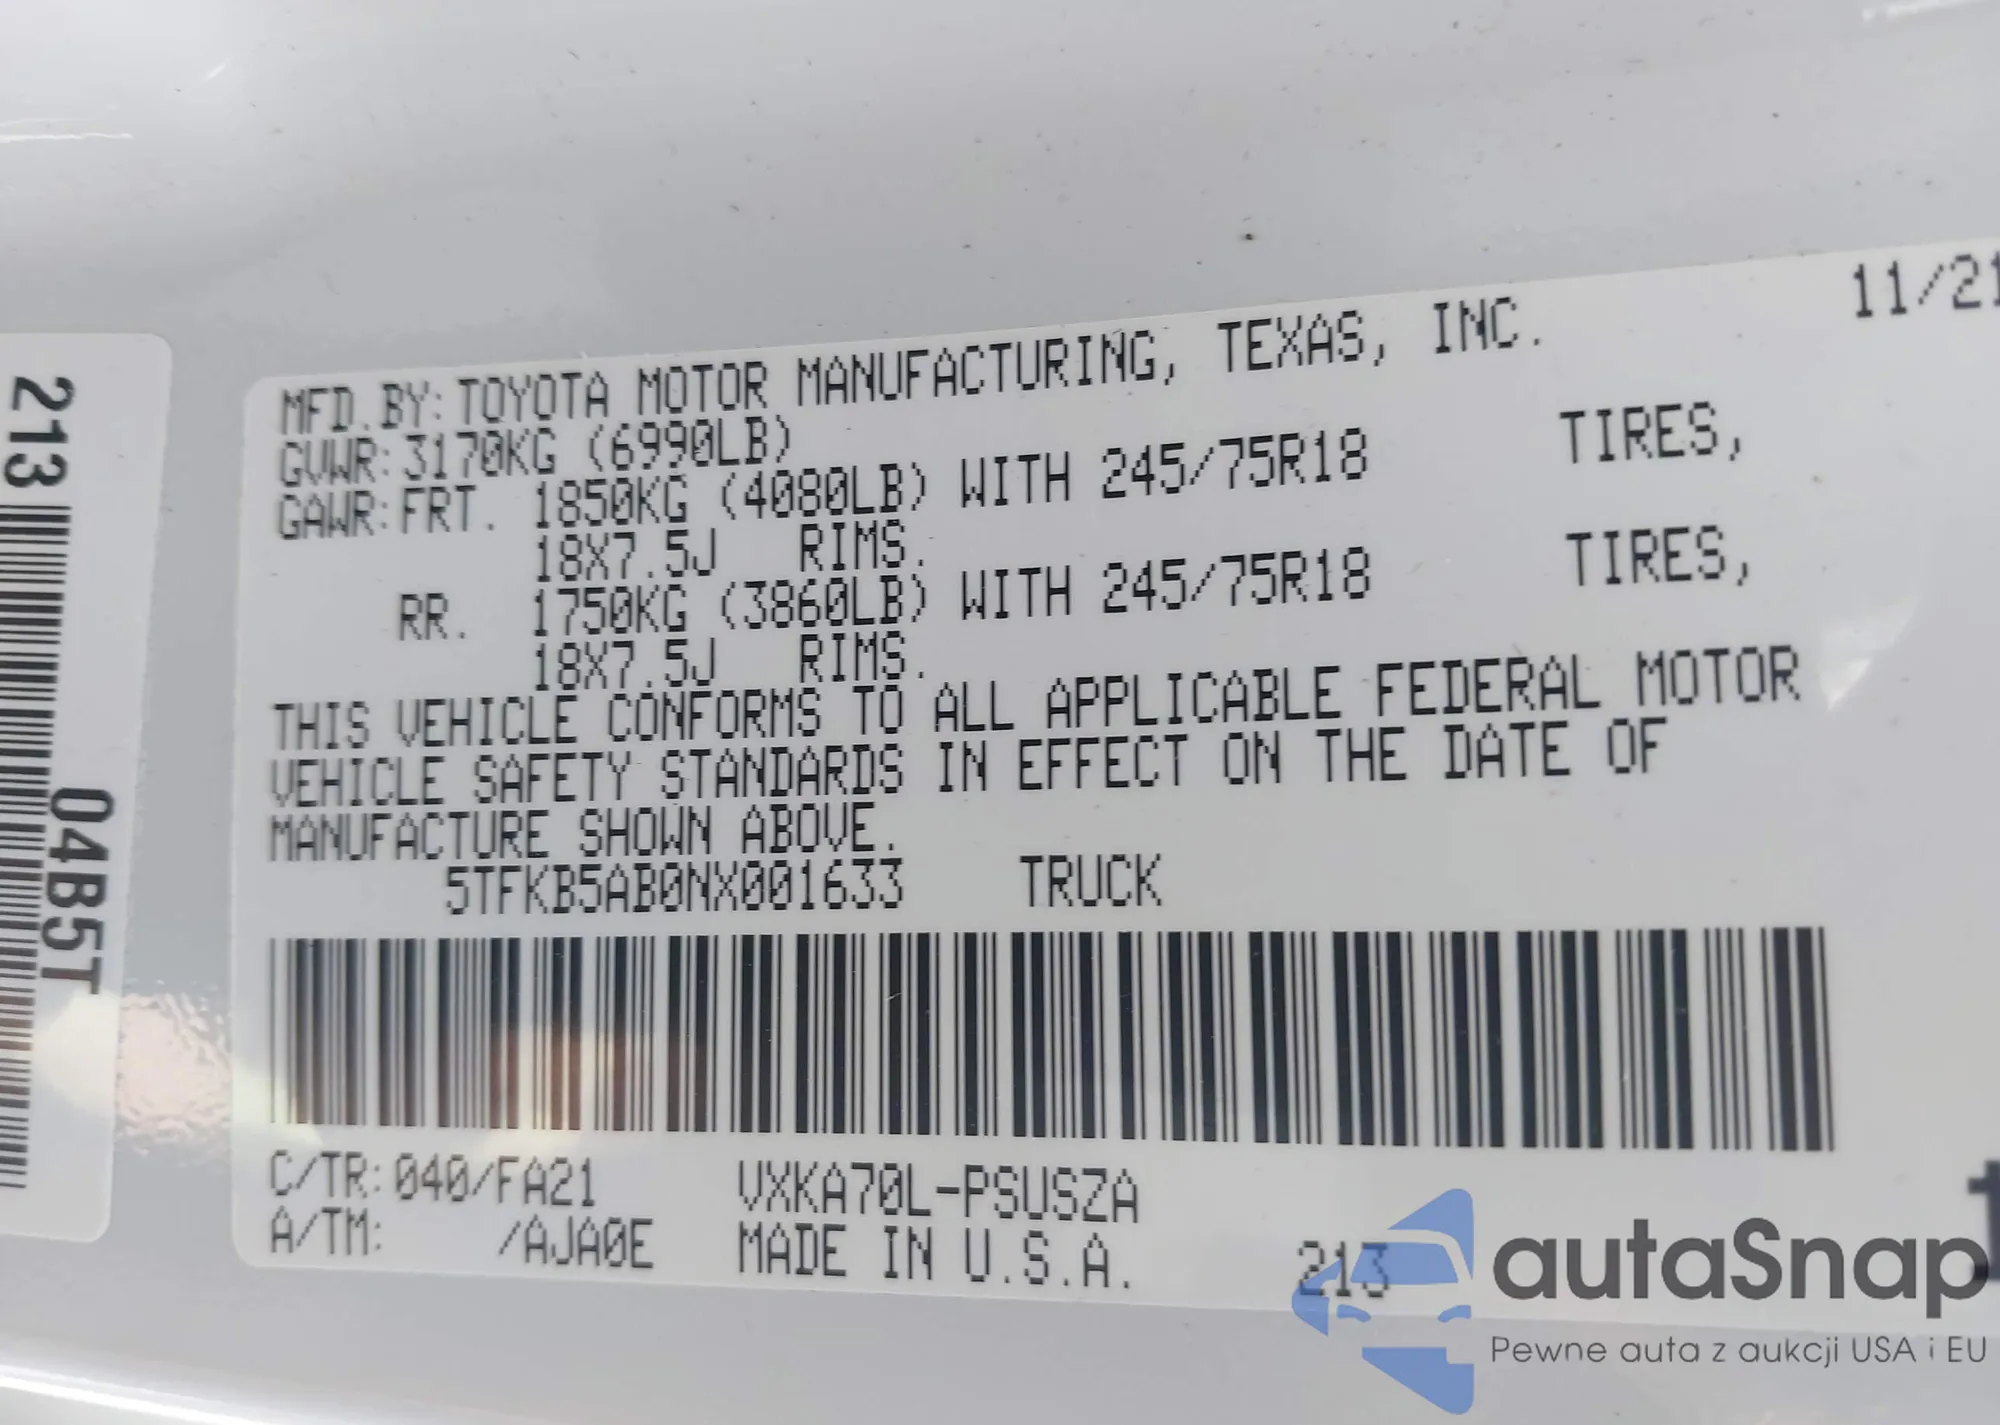 11/21
MFD.BY: TOYOTA MOTOR MANUFACTURING, TEXAS, INC.
GVWR: 3170KG (6990LB)
GAWR: FRT. 1850KG (4080LB) WITH 245/75R18 TIRES,
18X7.5J RIMS.
RR. 1750KG (3860LB) WITH 245/75R18 TIRES,
18X7.5J RIMS.
THIS VEHICLE CONFORMS TO ALL APPLICABLE FEDERAL MOTOR
VEHICLE SAFETY STANDARDS IN EFFECT ON THE DATE OF
MANUFACTURE SHOWN ABOVE.
5TFKB5AB0NX001633 TRUCK
C/TR: 040/FA21 VXKA70L-PSUSZA
A/TM: /AJA0E MADE IN U.S.A. 213
213
04B5T
autaSnap
Pewne auta z aukcji USA i EU